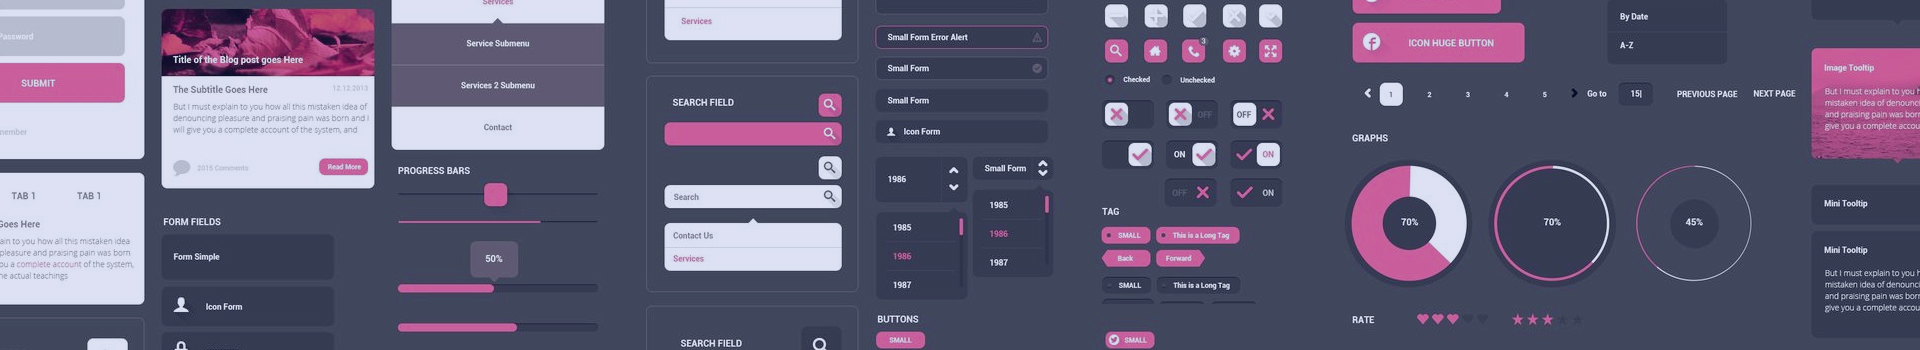 Password
SUBMIT
TAB 1
TAB 1
Goes Here
ain to you how all this mistaken idea
pleasure and praising pain was born
ou a complete account of the system,
he actual teachings
Title of the Blog post goes Here
The Subtitle Goes Here
12.12.2013
But I must explain to you how all this mistaken idea of
denouncing pleasure and praising pain was born and I
will give you a complete account of the system, and
2015 Comments
Read More
FORM FIELDS
Form Simple
Icon Form
Services
Service Submenu
Services 2 Submenu
Contact
PROGRESS BARS
50%
Services
SEARCH FIELD
Search
Contact Us
Services
SEARCH FIELD
Small Form Error Alert
Small Form
Small Form
Icon Form
1986
1985
1986
1987
Small Form
1985
1986
1987
BUTTONS
SMALL
3
Checked
Unchecked
OFF
OFF
ON
ON
OFF
ON
TAG
SMALL
This is a Long Tag
Back
Forward
SMALL
This is a Long Tag
SMALL
ICON HUGE BUTTON
By Date
A-Z
1
2
3
4
5
Go to
15|
PREVIOUS PAGE
NEXT PAGE
GRAPHS
70%
70%
45%
RATE
Image Tooltip
But I must explain to you h
mistaken idea of denounci
and praising pain was bor
give you a complete accou
Mini Tooltip
Mini Tooltip
But I must explain to you h
mistaken idea of denounci
and praising pain was bor
give you a complete accou